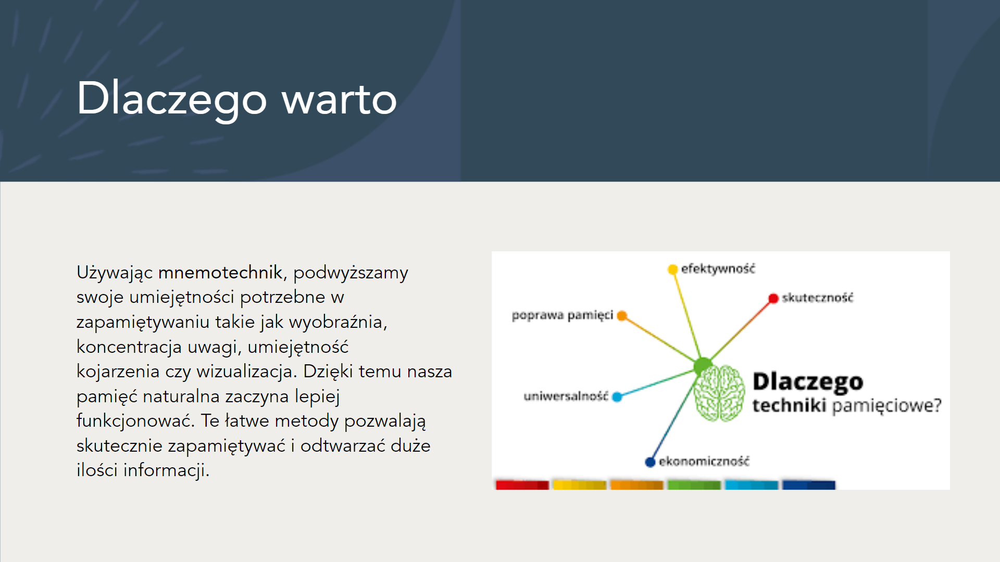 Dlaczego warto
Używając mnemotechnik, podwyższamy
swoje umiejętności potrzebne w
zapamiętywaniu takie jak wyobraźnia,
koncentracja uwagi, umiejętność
kojarzenia czy wizualizacja. Dzięki temu nasza
pamięć naturalna zaczyna lepiej
funkcjonować. Te łatwe metody pozwalają
skutecznie zapamiętywać i odtwarzać duże
ilości informacji.
efektywność
skuteczność
poprawa pamięci
uniwersalność
ekonomiczność
Dlaczego
techniki pamięciowe?